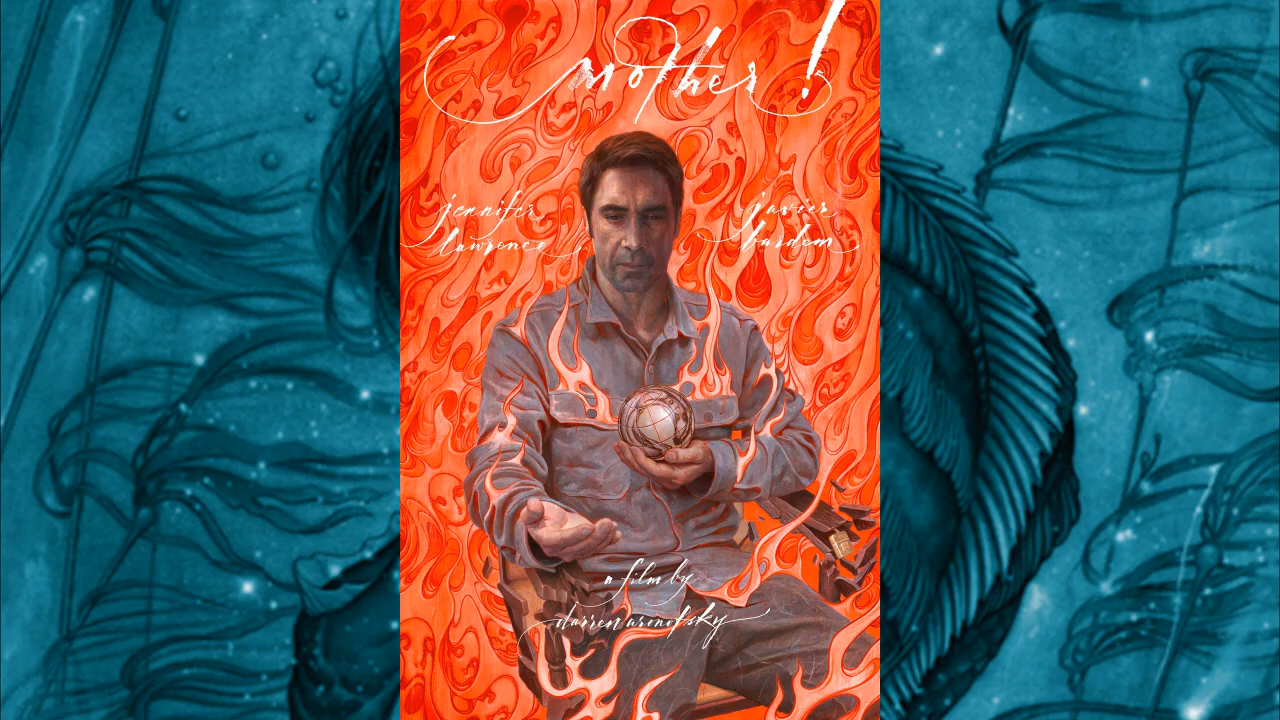 mother!
jennifer
lawrence
javier
bardem
a film by
darren aronofsky